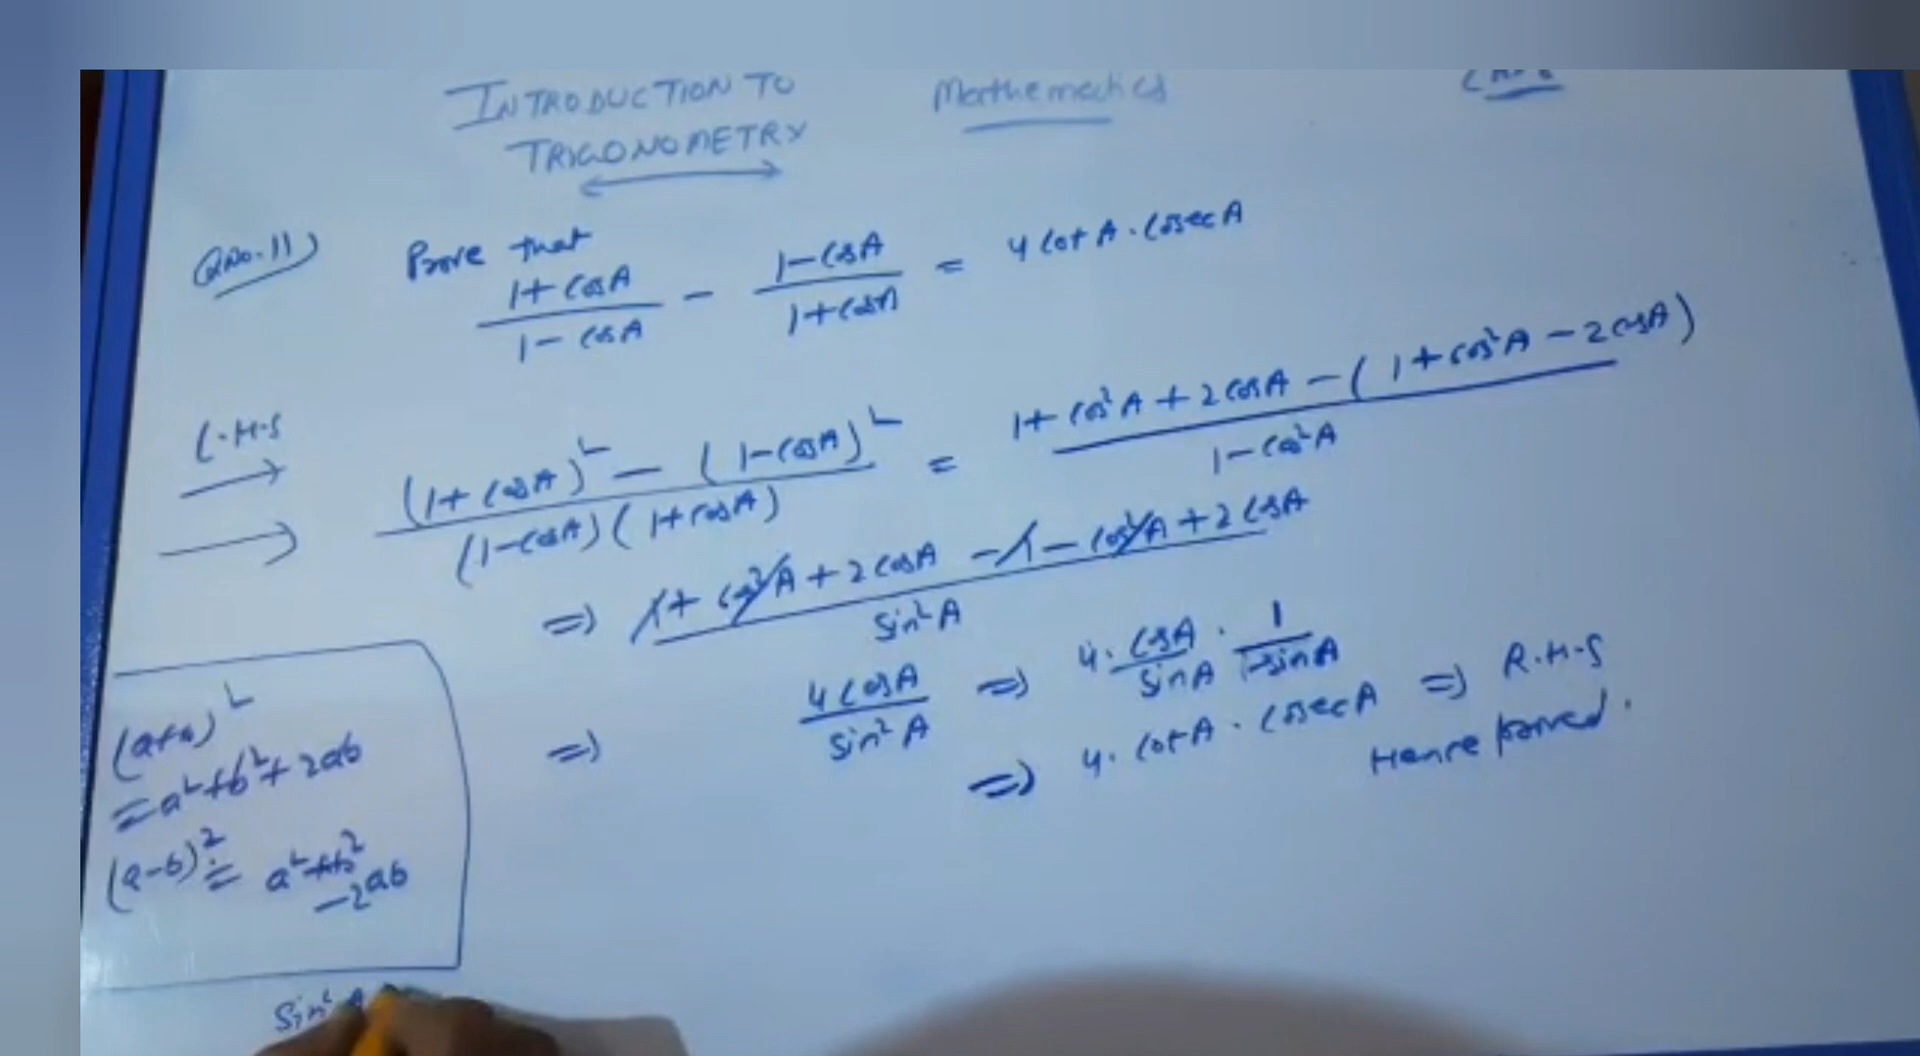 INTRODUCTION TO TRIGONOMETRY
Mathematics
Q.No.11) Prove that
(1+cosA)/(1-cosA) - (1-cosA)/(1+cosA) = 4 cotA.cosecA
L.H.S
((1+cosA)² - (1-cosA)²)/((1-cosA)(1+cosA)) = (1+cos²A+2cosA-(1+cos²A-2cosA))/(1-cos²A)
=> (1+cos²A+2cosA-1-cos²A+2cosA)/(sin²A)
=> 4cosA/sin²A => 4.cosA/sinA . 1/sinA
=> 4.cotA.cosecA => R.H.S
Hence proved.
=a²+b²+2ab
(a-b)² = a²+b²
-2ab
Sin²A